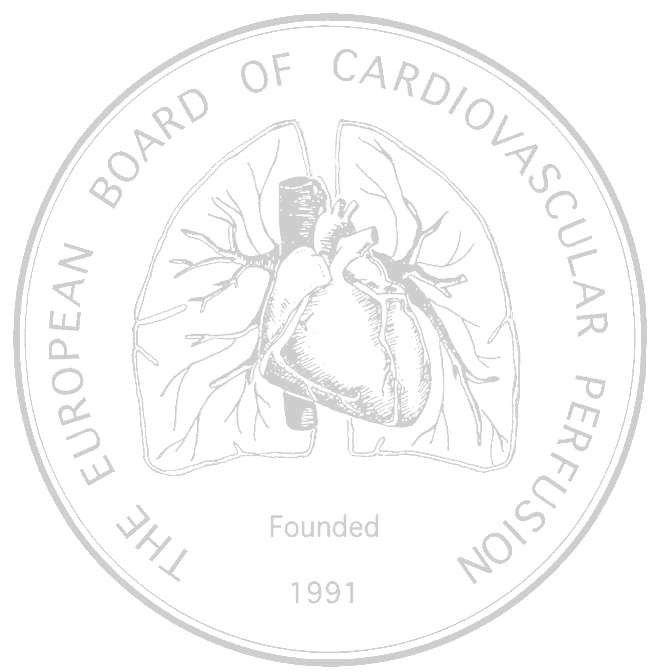 THE EUROPEAN BOARD OF CARDIOVASCULAR PERFUSION
Founded
1991